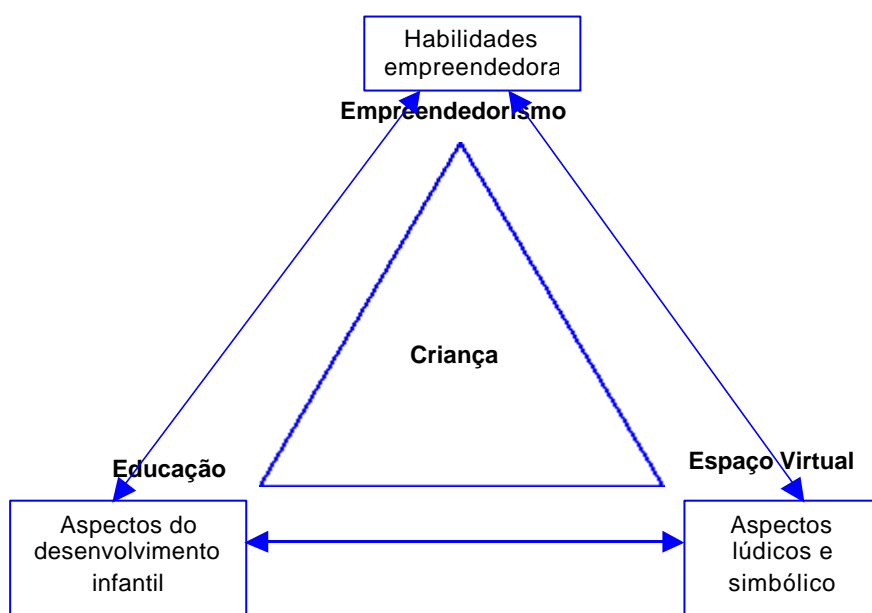 Habilidades
empreendedora
Empreendedorismo
Criança
Educação
Espaço Virtual
Aspectos do
desenvolvimento
infantil
Aspectos
lúdicos e
simbólico